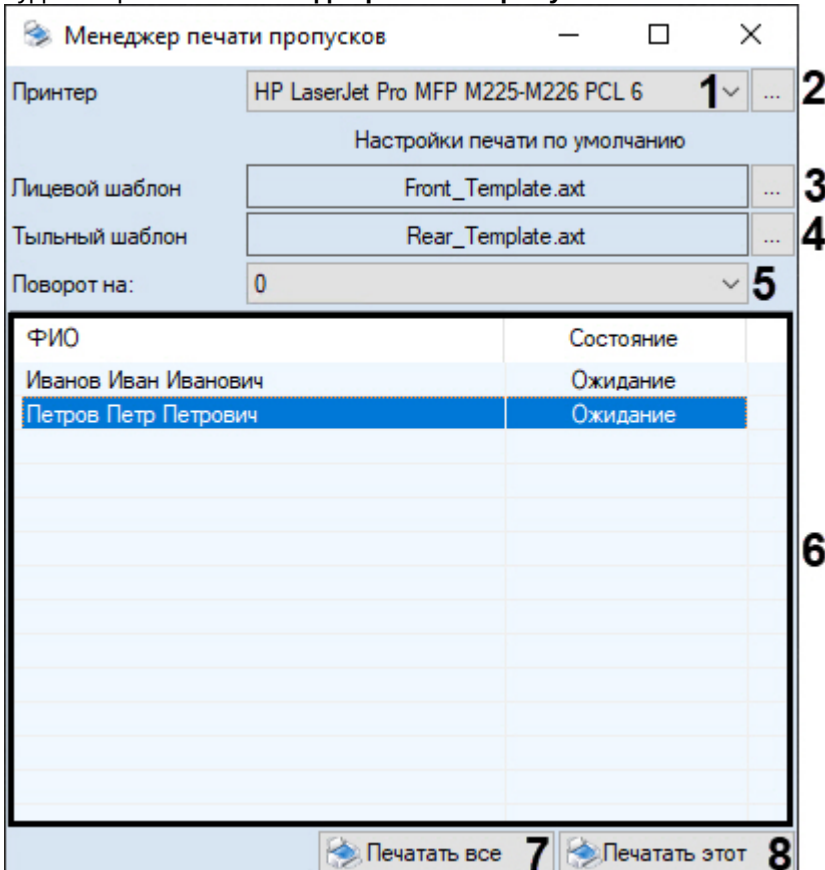 Менеджер печати пропусков
Принтер HP LaserJet Pro MFP M225-M226 PCL 6 1 ... 2
Настройки печати по умолчанию
Лицевой шаблон Front_Template.axt ... 3
Тыльный шаблон Rear_Template.axt ... 4
Поворот на: 0 5
ФИО Состояние
Иванов Иван Иванович Ожидание
Петров Петр Петрович Ожидание
6
Печатать все 7 Печатать этот 8